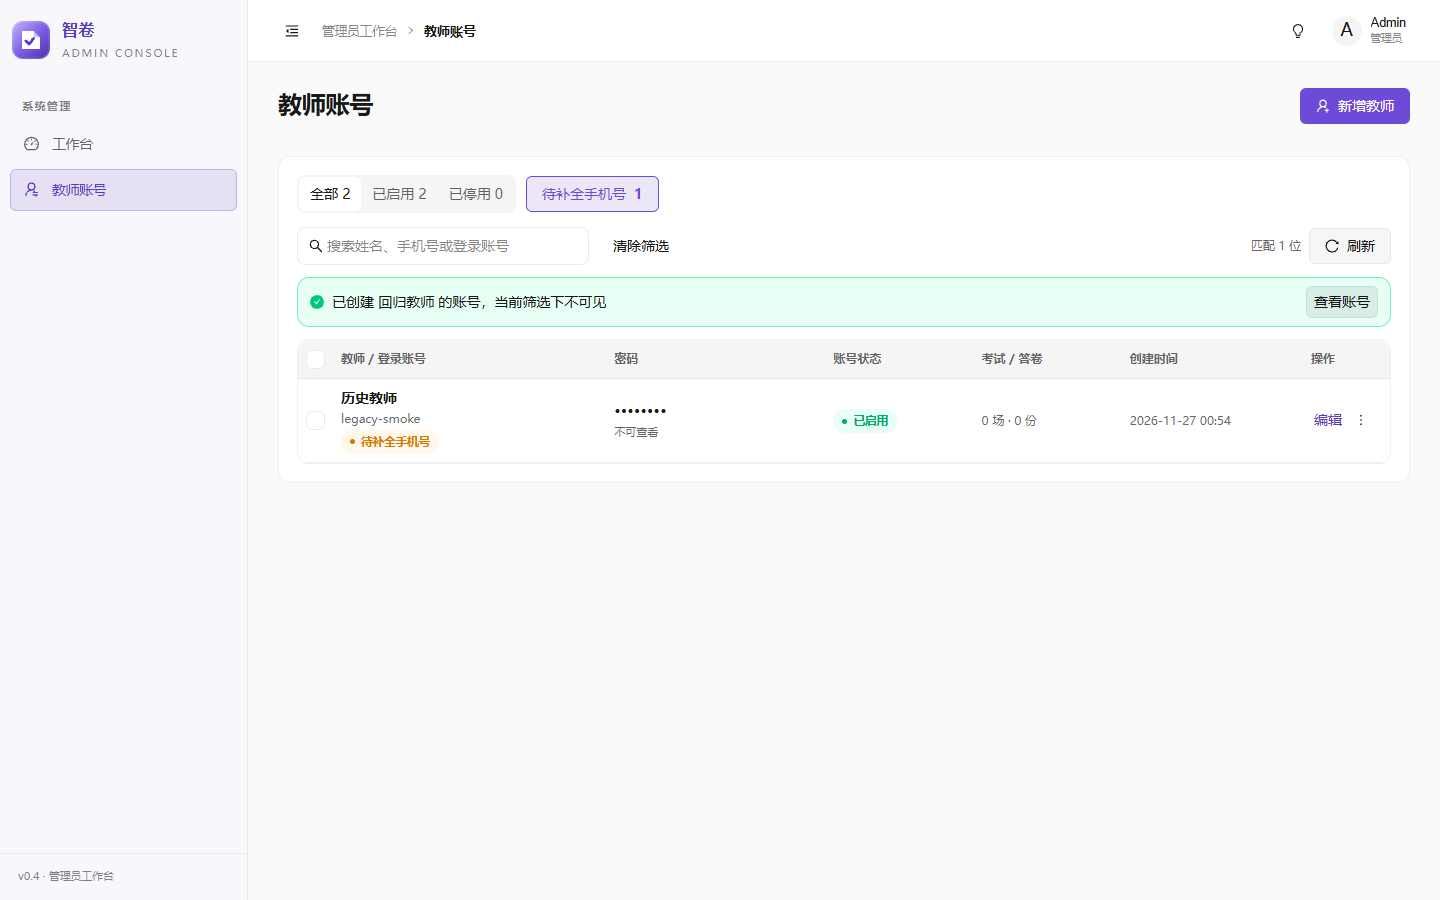 智卷
ADMIN CONSOLE
系统管理
工作台
教师账号
v0.4 · 管理员工作台
管理员工作台 > 教师账号
A
Admin
管理员
教师账号
新增教师
全部 2 已启用 2 已停用 0 待补全手机号 1
搜索姓名、手机号或登录账号 清除筛选 匹配 1 位 刷新
已创建 回归教师 的账号，当前筛选下不可见 查看账号
教师 / 登录账号 密码 账号状态 考试 / 答卷 创建时间 操作
历史教师
legacy-smoke
待补全手机号
••••••••
不可查看
已启用
0 场 · 0 份
2026-11-27 00:54
编辑